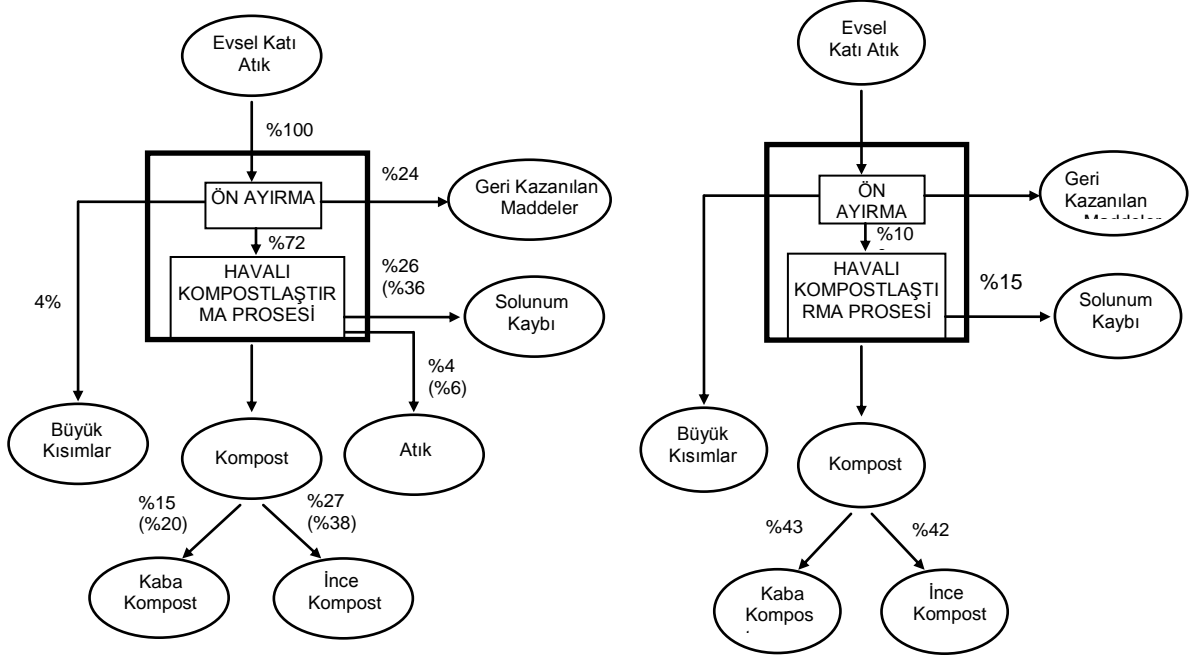 Evsel Katı
Atık
%100
ÖN AYIRMA
%24
Geri Kazanılan
Maddeler
%72
HAVALI
KOMPOSTLAŞTIR
MA PROSESİ
%26
(%36
Solunum
Kaybı
4%
%4
(%6)
Büyük
Kısımlar
Kompost
Atık
%15
(%20)
%27
(%38)
Kaba
Kompost
İnce
Kompost
Evsel
Katı Atık
ÖN
AYIRMA
Geri
Kazanılan
%10
HAVALI
KOMPOSTLAŞTI
RMA PROSESİ
%15
Solunum
Kaybı
Büyük
Kısımlar
Kompost
%43
%42
Kaba
Kompos
İnce
Kompost